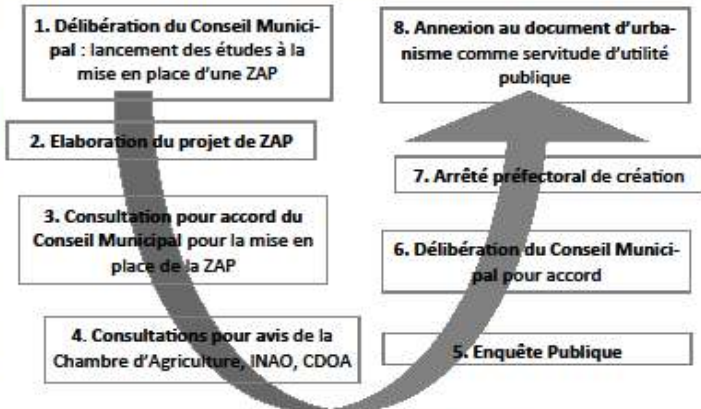 1. Délibération du Conseil Munici-
pal : lancement des études à la
mise en place d'une ZAP
2. Elaboration du projet de ZAP
3. Consultation pour accord du
Conseil Municipal pour la mise en
place de la ZAP
4. Consultations pour avis de la
Chambre d'Agriculture, INAO, CDOA
5. Enquête Publique
6. Délibération du Conseil Munici-
pal pour accord
7. Arrêté préfectoral de création
8. Annexion au document d'urba-
nisme comme servitude d'utilité
publique